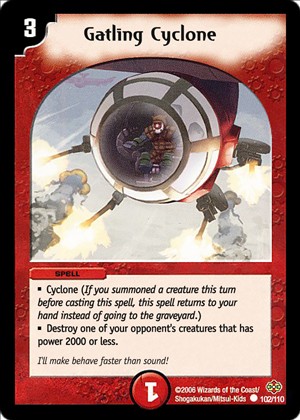 3
Gatling Cyclone
SPELL
▪ Cyclone (If you summoned a creature this turn
before casting this spell, this spell returns to your
hand instead of going to the graveyard.)
▪ Destroy one of your opponent's creatures that has
power 2000 or less.
I'll make behave faster than sound!
1
©2006 Wizards of the Coast/
Shogakukan/Mitsui-Kids ● 102/110